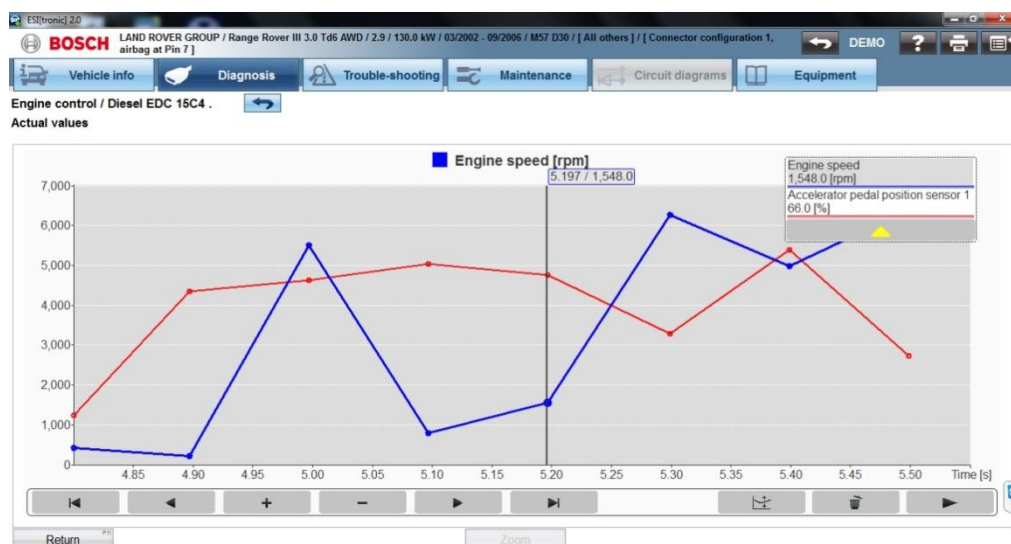 ESI[tronic] 2.0
BOSCH
LAND ROVER GROUP / Range Rover III 3.0 Td6 AWD / 2.9 / 130.0 kW / 03/2002 - 09/2006 / M57 D30 / [ All others ] / [ Connector configuration 1,
airbag at Pin 7 ]
DEMO
?
Vehicle info
Diagnosis
Trouble-shooting
Maintenance
Circuit diagrams
Equipment
Engine control / Diesel EDC 15C4 .
Actual values
Engine speed [rpm]
5.197 / 1,548.0
Engine speed
1,548.0 [rpm]
Accelerator pedal position sensor 1
66.0 [%]
7,000
6,000
5,000
4,000
3,000
2,000
1,000
0
4.85 4.90 4.95 5.00 5.05 5.10 5.15 5.20 5.25 5.30 5.35 5.40 5.45 5.50 Time [s]
+ −
Return
Zoom